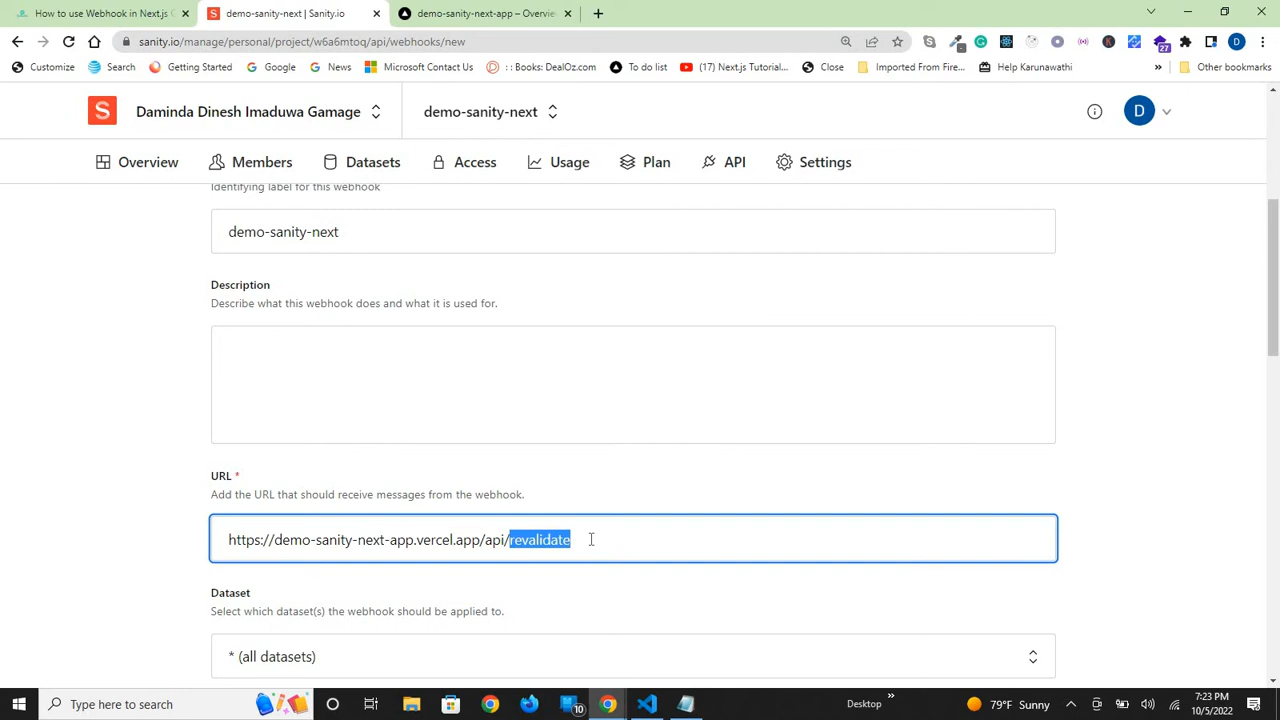 How to use Webhook in Next.js C
demo-sanity-next | Sanity.io
demo-sanity-next-app – Overvie
sanity.io/manage/personal/project/w6a6mtoq/api/webhooks/new
27
D
Customize
Search
Getting Started
Google
News
Microsoft Contact Us
: : Books: DealOz.com
To do list
(17) Next.js Tutorial...
Close
Imported From Fire...
Help Karunawathi
»
Other bookmarks
S
Daminda Dinesh Imaduwa Gamage
demo-sanity-next
D
Overview
Members
Datasets
Access
Usage
Plan
API
Settings
Identifying label for this webhook
demo-sanity-next
Description
Describe what this webhook does and what it is used for.
URL *
Add the URL that should receive messages from the webhook.
https://demo-sanity-next-app.vercel.app/api/revalidate
Dataset
Select which dataset(s) the webhook should be applied to.
* (all datasets)
Type here to search
10
Desktop
»
79°F Sunny
7:23 PM
10/5/2022